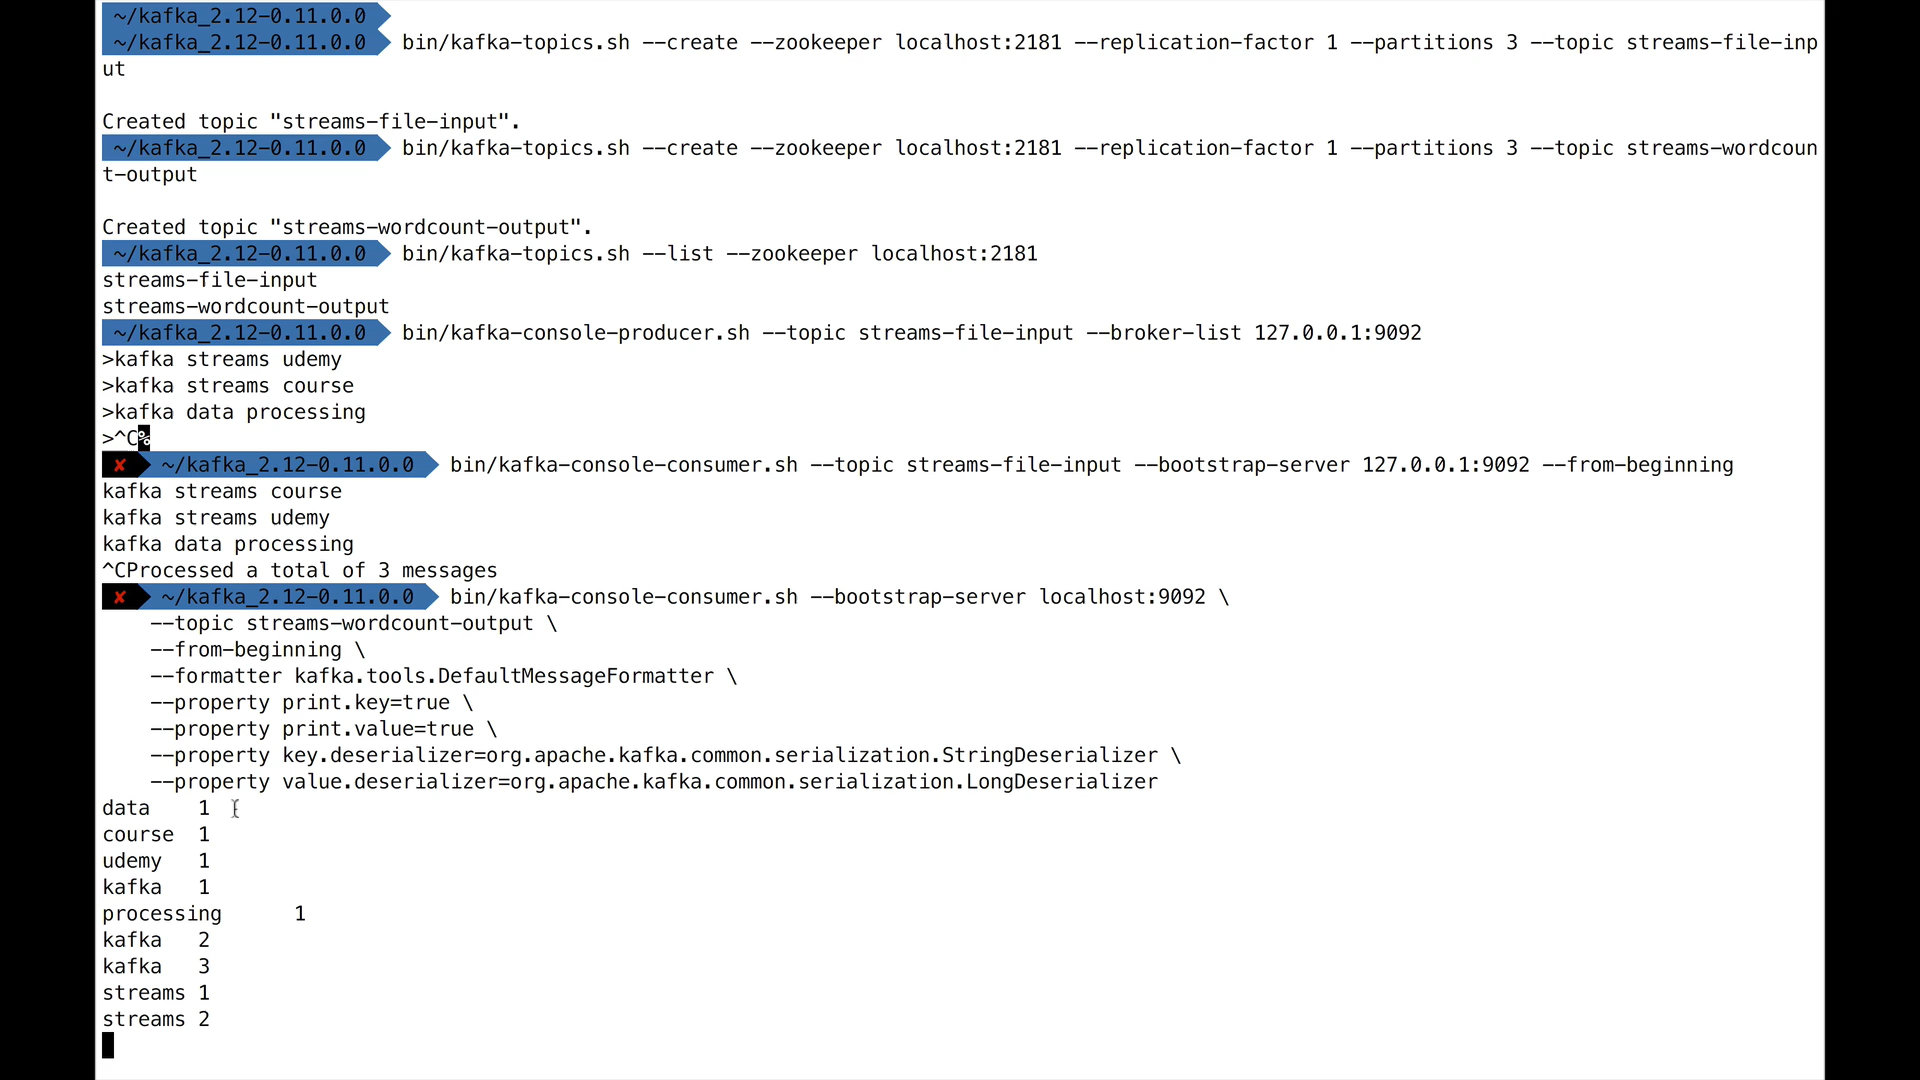 ~/kafka_2.12-0.11.0.0
~/kafka_2.12-0.11.0.0 bin/kafka-topics.sh --create --zookeeper localhost:2181 --replication-factor 1 --partitions 3 --topic streams-file-inp
ut
Created topic "streams-file-input".
~/kafka_2.12-0.11.0.0 bin/kafka-topics.sh --create --zookeeper localhost:2181 --replication-factor 1 --partitions 3 --topic streams-wordcoun
t-output
Created topic "streams-wordcount-output".
~/kafka_2.12-0.11.0.0 bin/kafka-topics.sh --list --zookeeper localhost:2181
streams-file-input
streams-wordcount-output
~/kafka_2.12-0.11.0.0 bin/kafka-console-producer.sh --topic streams-file-input --broker-list 127.0.0.1:9092
>kafka streams udemy
>kafka streams course
>kafka data processing
>^C%
✘ ~/kafka_2.12-0.11.0.0 bin/kafka-console-consumer.sh --topic streams-file-input --bootstrap-server 127.0.0.1:9092 --from-beginning
kafka streams course
kafka streams udemy
kafka data processing
^CProcessed a total of 3 messages
✘ ~/kafka_2.12-0.11.0.0 bin/kafka-console-consumer.sh --bootstrap-server localhost:9092 \
--topic streams-wordcount-output \
--from-beginning \
--formatter kafka.tools.DefaultMessageFormatter \
--property print.key=true \
--property print.value=true \
--property key.deserializer=org.apache.kafka.common.serialization.StringDeserializer \
--property value.deserializer=org.apache.kafka.common.serialization.LongDeserializer
data 1
course 1
udemy 1
kafka 1
processing 1
kafka 2
kafka 3
streams 1
streams 2